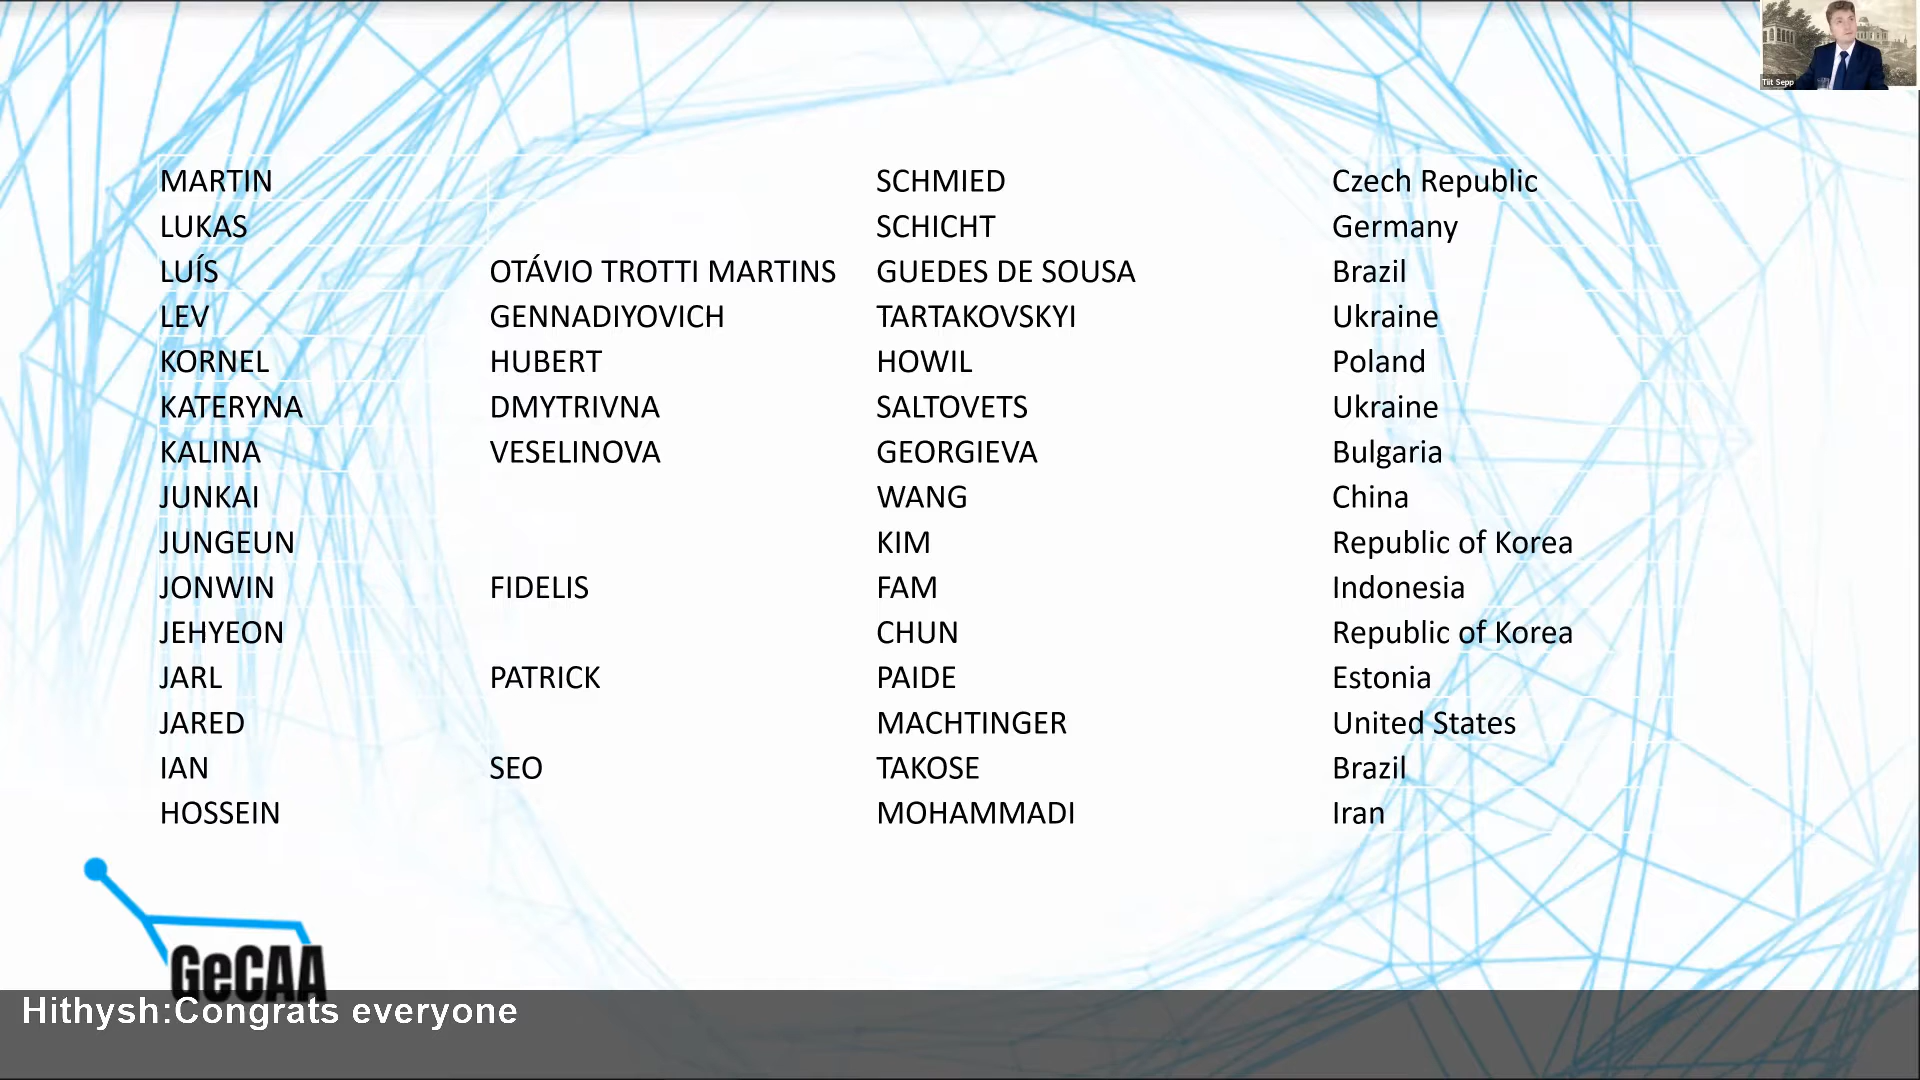 Tiit Sepp
MARTIN SCHMIED Czech Republic
LUKAS SCHICHT Germany
LUÍS OTÁVIO TROTTI MARTINS GUEDES DE SOUSA Brazil
LEV GENNADIYOVICH TARTAKOVSKYI Ukraine
KORNEL HUBERT HOWIL Poland
KATERYNA DMYTRIVNA SALTOVETS Ukraine
KALINA VESELINOVA GEORGIEVA Bulgaria
JUNKAI WANG China
JUNGEUN KIM Republic of Korea
JONWIN FIDELIS FAM Indonesia
JEHYEON CHUN Republic of Korea
JARL PATRICK PAIDE Estonia
JARED MACHTINGER United States
IAN SEO TAKOSE Brazil
HOSSEIN MOHAMMADI Iran
GeCAA
Hithysh:Congrats everyone